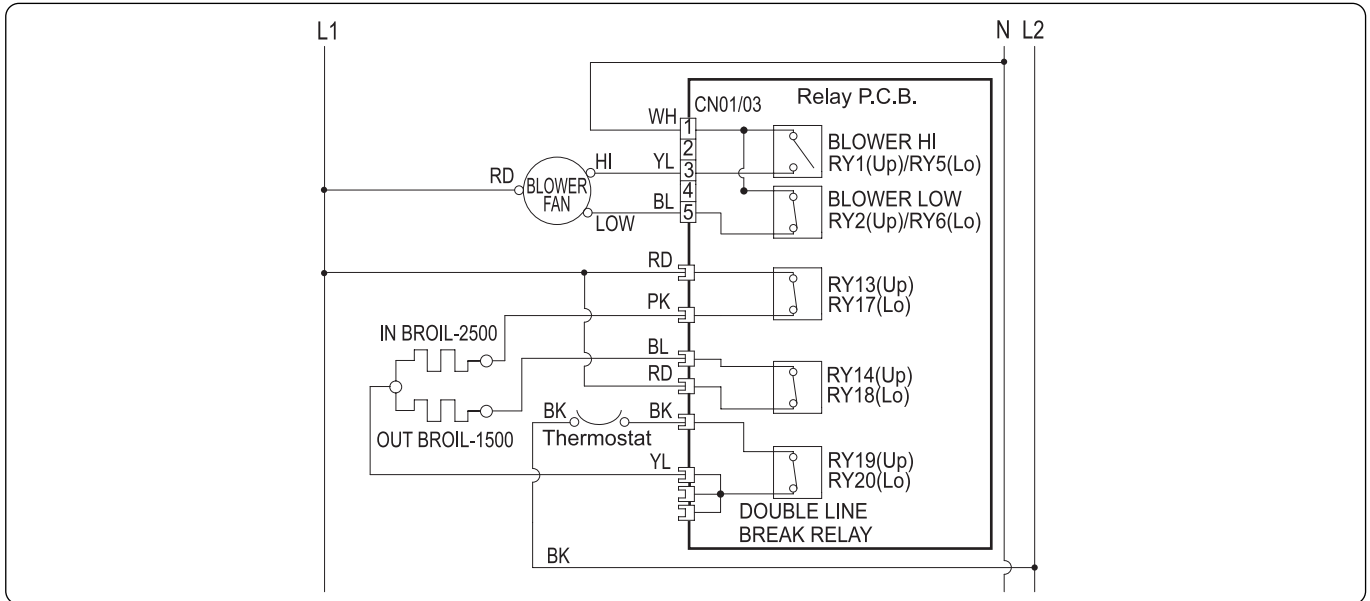 L1
N L2
Relay P.C.B.
CN01/03
WH
1
BLOWER HI
RY1(Up)/RY5(Lo)
2
HI
YL
3
RD
BLOWER
FAN
4
BLOWER LOW
RY2(Up)/RY6(Lo)
BL
5
LOW
RD
RY13(Up)
RY17(Lo)
PK
IN BROIL-2500
BL
RD
RY14(Up)
RY18(Lo)
OUT BROIL-1500
BK
Thermostat
BK
YL
RY19(Up)
RY20(Lo)
DOUBLE LINE
BREAK RELAY
BK